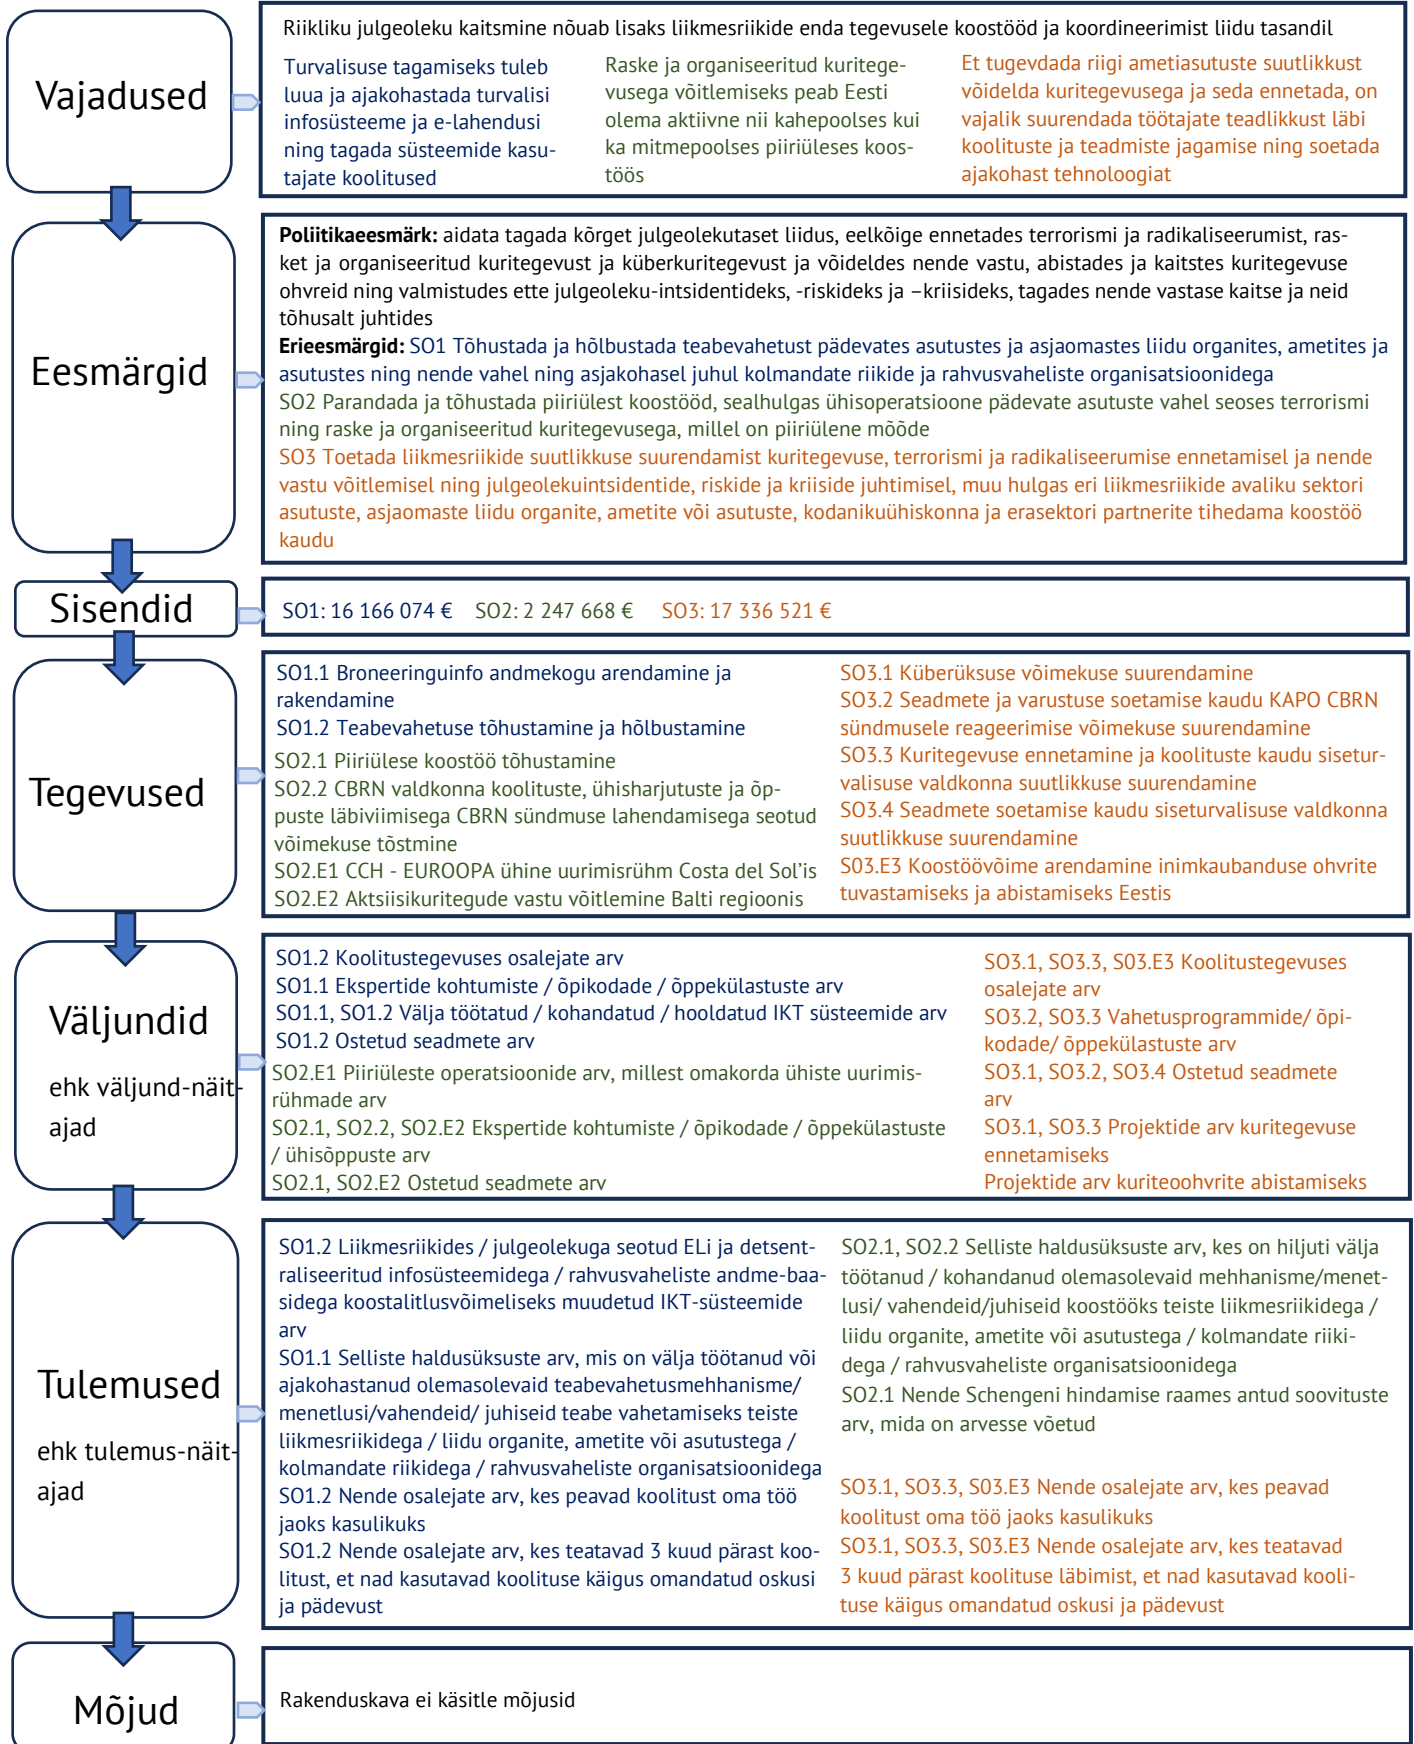 Vajadused
Riikliku julgeoleku kaitsmine nõuab lisaks liikmesriikide enda tegevusele koostööd ja koordineerimist liidu tasandil
Turvalisuse tagamiseks tuleb
luua ja ajakohastada turvalisi
infosüsteeme ja e-lahendusi
ning tagada süsteemide kasu-
tajate koolitused
Raske ja organiseeritud kuritege-
vusega võitlemiseks peab Eesti
olema aktiivne nii kahepoolses kui
ka mitmepoolses piiriüleses koos-
töös
Et tugevdada riigi ametiasutuste suutlikkust
võidelda kuritegevusega ja seda ennetada, on
vajalik suurendada töötajate teadlikkust läbi
koolituste ja teadmiste jagamise ning soetada
ajakohast tehnoloogiat
Eesmärgid
Poliitikaeesmärk: aidata tagada kõrget julgeolekutaset liidus, eelkõige ennetades terrorismi ja radikaliseerumist, ras-
ket ja organiseeritud kuritegevust ja küberkuritegevust ja võideldes nende vastu, abistades ja kaitstes kuritegevuse
ohvreid ning valmistudes ette julgeoleku-intsidentideks, -riskideks ja –kriisideks, tagades nende vastase kaitse ja neid
tõhusalt juhtides
Erieesmärgid: SO1 Tõhustada ja hõlbustada teabevahetust pädevates asutustes ja asjaomastes liidu organites, ametites ja
asutustes ning nende vahel ning asjakohasel juhul kolmandate riikide ja rahvusvaheliste organisatsioonidega
SO2 Parandada ja tõhustada piiriülest koostööd, sealhulgas ühisoperatsioone pädevate asutuste vahel seoses terrorismi
ning raske ja organiseeritud kuritegevusega, millel on piiriülene mõõde
SO3 Toetada liikmesriikide suutlikkuse suurendamist kuritegevuse, terrorismi ja radikaliseerumise ennetamisel ja nende
vastu võitlemisel ning julgeolekuintsidentide, riskide ja kriiside juhtimisel, muu hulgas eri liikmesriikide avaliku sektori
asutuste, asjaomaste liidu organite, ametite või asutuste, kodanikuühiskonna ja erasektori partnerite tihedama koostöö
kaudu
Sisendid
SO1: 16 166 074 € SO2: 2 247 668 € SO3: 17 336 521 €
Tegevused
SO1.1 Broneeringuinfo andmekogu arendamine ja
rakendamine
SO1.2 Teabevahetuse tõhustamine ja hõlbustamine
SO2.1 Piiriülese koostöö tõhustamine
SO2.2 CBRN valdkonna koolituste, ühisharjutuste ja õp-
puste läbiviimisega CBRN sündmuse lahendamisega seotud
võimekuse tõstmine
SO2.E1 CCH - EUROOPA ühine uurimisrühm Costa del Sol’is
SO2.E2 Aktsiisikuritegude vastu võitlemine Balti regioonis
SO3.1 Küberüksuse võimekuse suurendamine
SO3.2 Seadmete ja varustuse soetamise kaudu KAPO CBRN
sündmusele reageerimise võimekuse suurendamine
SO3.3 Kuritegevuse ennetamine ja koolituste kaudu sisetur-
valisuse valdkonna suutlikkuse suurendamine
SO3.4 Seadmete soetamise kaudu siseturvalisuse valdkonna
suutlikkuse suurendamine
S03.E3 Koostöövõime arendamine inimkaubanduse ohvrite
tuvastamiseks ja abistamiseks Eestis
Väljundid
ehk väljund-näit-
ajad
SO1.2 Koolitustegevuses osalejate arv
SO1.1 Ekspertide kohtumiste / õpikodade / õppekülastuste arv
SO1.1, SO1.2 Välja töötatud / kohandatud / hooldatud IKT süsteemide arv
SO1.2 Ostetud seadmete arv
SO2.E1 Piiriüleste operatsioonide arv, millest omakorda ühiste uurimis-
rühmade arv
SO2.1, SO2.2, SO2.E2 Ekspertide kohtumiste / õpikodade / õppekülastuste
/ ühisõppuste arv
SO2.1, SO2.E2 Ostetud seadmete arv
SO3.1, SO3.3, S03.E3 Koolitustegevuses
osalejate arv
SO3.2, SO3.3 Vahetusprogrammide/ õpi-
kodade/ õppekülastuste arv
SO3.1, SO3.2, SO3.4 Ostetud seadmete
arv
SO3.1, SO3.3 Projektide arv kuritegevuse
ennetamiseks
Projektide arv kuriteoohvrite abistamiseks
Tulemused
ehk tulemus-näit-
ajad
SO1.2 Liikmesriikides / julgeolekuga seotud ELi ja detsent-
raliseeritud infosüsteemidega / rahvusvaheliste andme-baa-
sidega koostalitlusvõimeliseks muudetud IKT-süsteemide
arv
SO1.1 Selliste haldusüksuste arv, mis on välja töötanud või
ajakohastanud olemasolevaid teabevahetusmehhanisme/
menetlusi/vahendeid/ juhiseid teabe vahetamiseks teiste
liikmesriikidega / liidu organite, ametite või asutustega /
kolmandate riikidega / rahvusvaheliste organisatsioonidega
SO1.2 Nende osalejate arv, kes peavad koolitust oma töö
jaoks kasulikuks
SO1.2 Nende osalejate arv, kes teatavad 3 kuud pärast koo-
litust, et nad kasutavad koolituse käigus omandatud oskusi
ja pädevust
SO2.1, SO2.2 Selliste haldusüksuste arv, kes on hiljuti välja
töötanud / kohandanud olemasolevaid mehhanisme/menet-
lusi/ vahendeid/juhiseid koostööks teiste liikmesriikidega /
liidu organite, ametite või asutustega / kolmandate riiki-
dega / rahvusvaheliste organisatsioonidega
SO2.1 Nende Schengeni hindamise raames antud soovituste
arv, mida on arvesse võetud
SO3.1, SO3.3, S03.E3 Nende osalejate arv, kes peavad
koolitust oma töö jaoks kasulikuks
SO3.1, SO3.3, S03.E3 Nende osalejate arv, kes teatavad
3 kuud pärast koolituse läbimist, et nad kasutavad kooli-
tuse käigus omandatud oskusi ja pädevust
Mõjud
Rakenduskava ei käsitle mõjusid